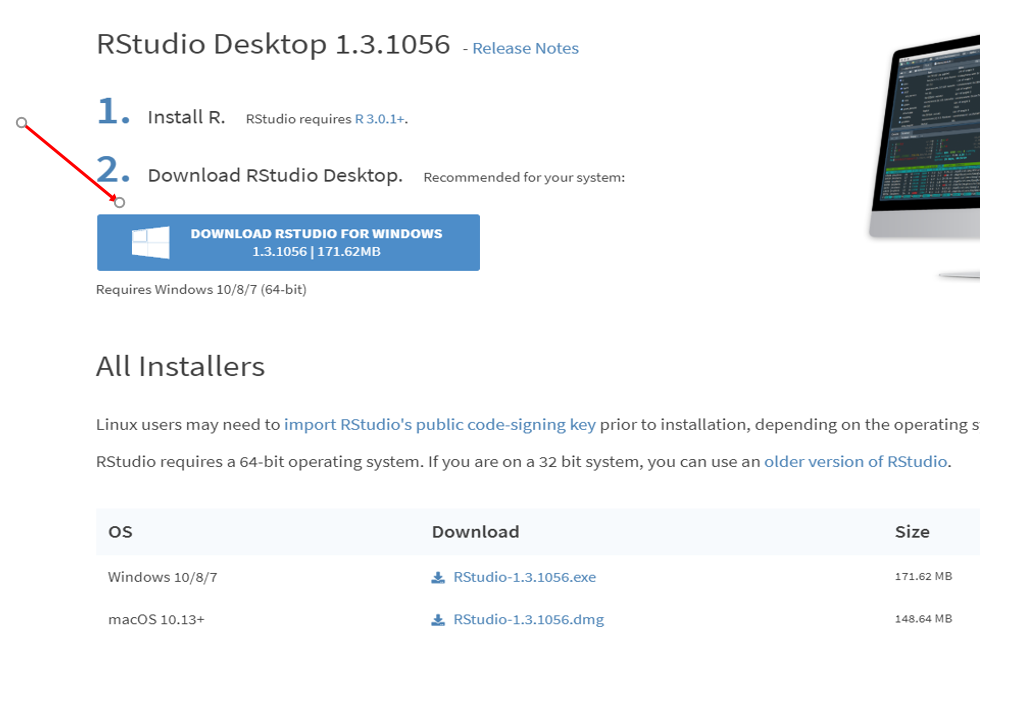 RStudio Desktop 1.3.1056 - Release Notes
1. Install R. RStudio requires R 3.0.1+.
2. Download RStudio Desktop. Recommended for your system:
DOWNLOAD RSTUDIO FOR WINDOWS
1.3.1056 | 171.62MB
Requires Windows 10/8/7 (64-bit)
All Installers
Linux users may need to import RStudio's public code-signing key prior to installation, depending on the operating s
RStudio requires a 64-bit operating system. If you are on a 32 bit system, you can use an older version of RStudio.
OS Download Size
Windows 10/8/7 RStudio-1.3.1056.exe 171.62 MB
macOS 10.13+ RStudio-1.3.1056.dmg 148.64 MB